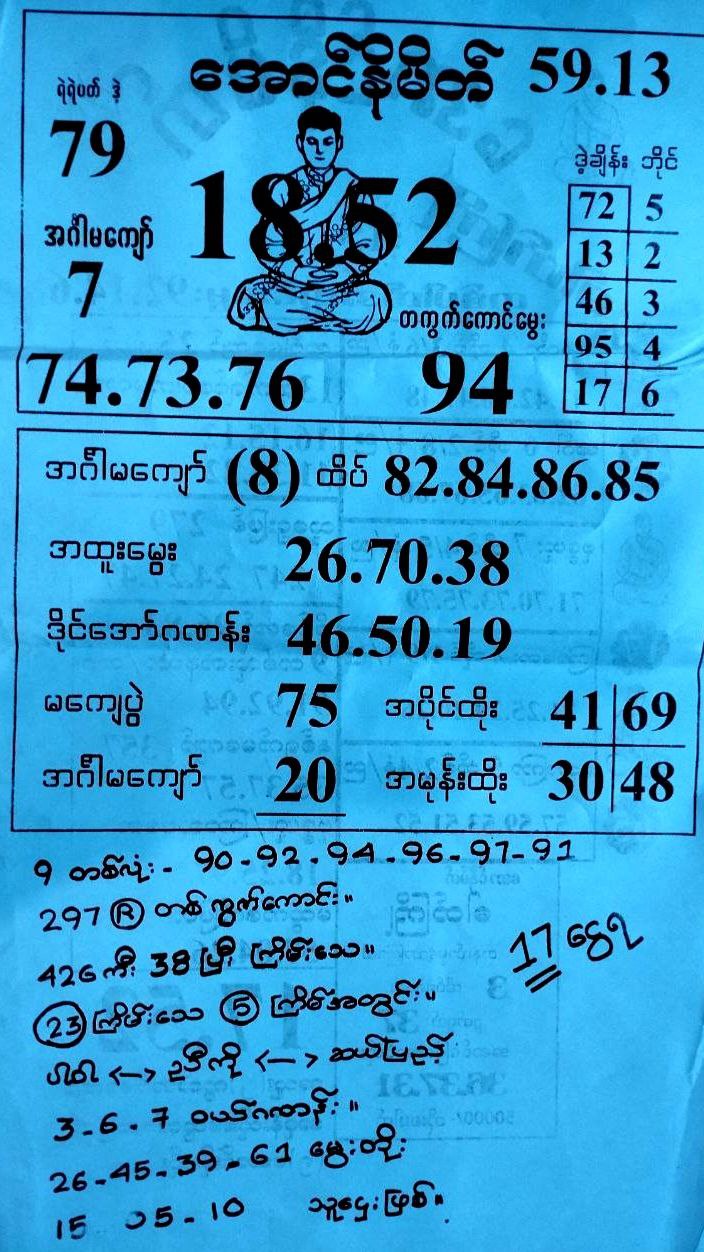 အောင်နိမိတ် 59.13
ရဲရဲဗတ် ဒဲ့
79
18.52
ဒဲ့ချိန်း ဘိုင်
72 5
13 2
46 3
95 4
17 6
အင်္ဂါမကျော်
7
တကွက်ကောင်မွေး
74.73.76 94
အင်္ဂါမကျော် (8) ထိပ် 82.84.86.85
အထူးမွေး 26.70.38
ဒိုင်အော်ဂဏန်း 46.50.19
မကျေပွဲ 75 အပိုင်ထိုး 41 69
အင်္ဂါမကျော် 20 အမုန်းထိုး 30 48
9 တစ်လုံး - 90-92.94.96-97-91
297 Ⓡ တစ်ကွက်ကောင်း။
426 ကီး 38 ပြီး ကြိမ်းသေ။
17 ငွေရ
23 ကြိမ်းသေ 5 ကြိမ်အတွင်း။
<—> <—> ဆယ်ပြည့်
3-6.7 ဝယ်ဂဏန်း။
26-45-39-61 မွေးတိုး
15 05-10 သူဌေးဖြစ်။